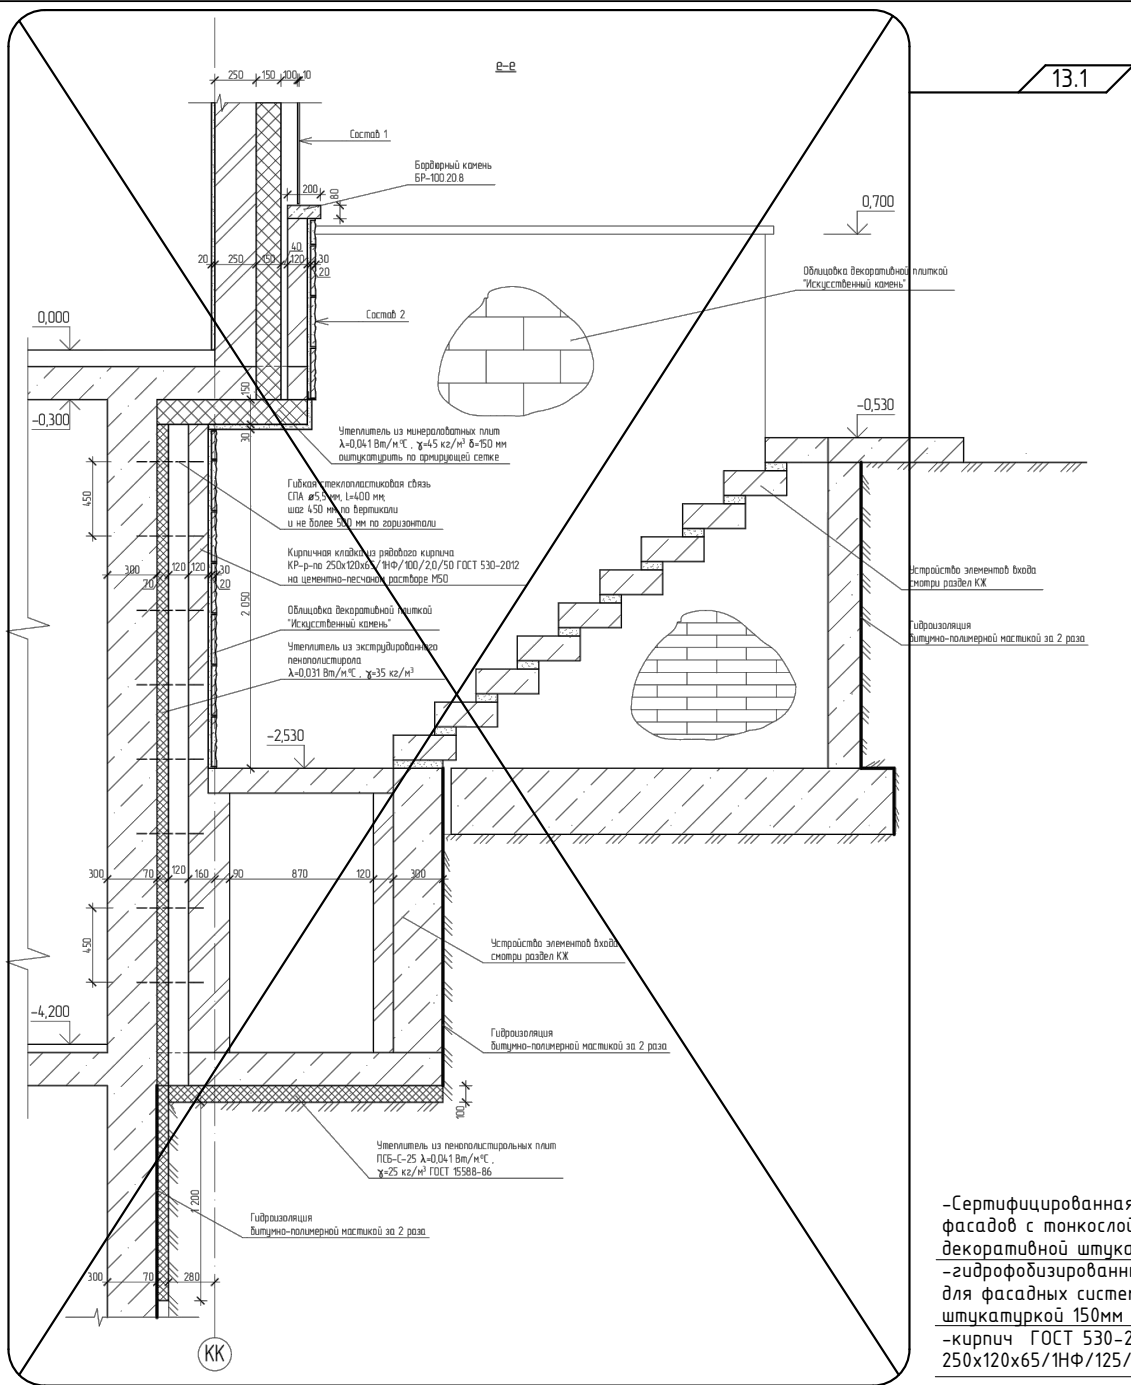 е-е
13.1
250 150 100 10
Состав 1
Бордюрный камень
БР-100.20.8
200
80
0,700
40
20 250 150 120 30
20
Облицовка декоративной плиткой
"Искусственный камень"
Состав 2
0,000
150
-0,300
-0,530
30
Утеплитель из минераловатных плит
λ=0,041 Вт/м.°С , γ=45 кг/м³ δ=150 мм
оштукатурить по армирующей сетке
Гибкая стеклопластиковая связь
СПА ⌀5,5 мм, L=400 мм;
шаг 450 мм по вертикали
и не более 500 мм по горизонтали
450
Кирпичная кладка из рядового кирпича
КР-р-по 250х120х65/1НФ/100/2,0/50 ГОСТ 530-2012
на цементно-песчаном растворе М50
300 120 120 30
70 20
2 050
Устройство элементов входа
смотри раздел КЖ
Облицовка декоративной плиткой
"Искусственный камень"
Гидроизоляция
битумно-полимерной мастикой за 2 раза
Утеплитель из экструдированного
пенополистирола
λ=0,031 Вт/м.°С , γ=35 кг/м³
-2,530
300 70 120 160 90 870 120 300
450
Устройство элементов входа
смотри раздел КЖ
-4,200
Гидроизоляция
битумно-полимерной мастикой за 2 раза
100
Утеплитель из пенополистирольных плит
ПСБ-С-25 λ=0,041 Вт/м.°С ,
γ=25 кг/м³ ГОСТ 15588-86
1 200
Гидроизоляция
битумно-полимерной мастикой за 2 раза
300 70 280
КК
-Сертифицированная
фасадов с тонкослой
декоративной штука
-гидрофобизированны
для фасадных систе
штукатуркой 150мм
-кирпич ГОСТ 530-2
250х120х65/1НФ/125/